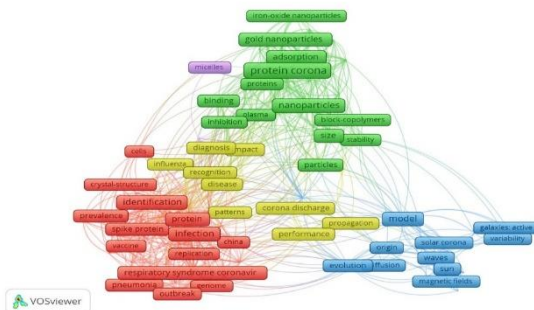 iron-oxide nanoparticles
gold nanoparticles
adsorption
micelles
protein corona
proteins
binding
nanoparticles
plasma
block-copolymers
inhibition
size
stability
diagnosis
impact
cells
influence
particles
recognition
crystal-structure
disease
identification
patterns
corona discharge
prevalance
protein
propagation
model
galaxies: active
spike protein
infection
performance
variability
vaccine
china
origin
solar corona
replication
waves
respiratory syndrome coronavir
evolution
diffusion
sun
pneumonia
genome
magnetic fields
outbreak
VOSviewer